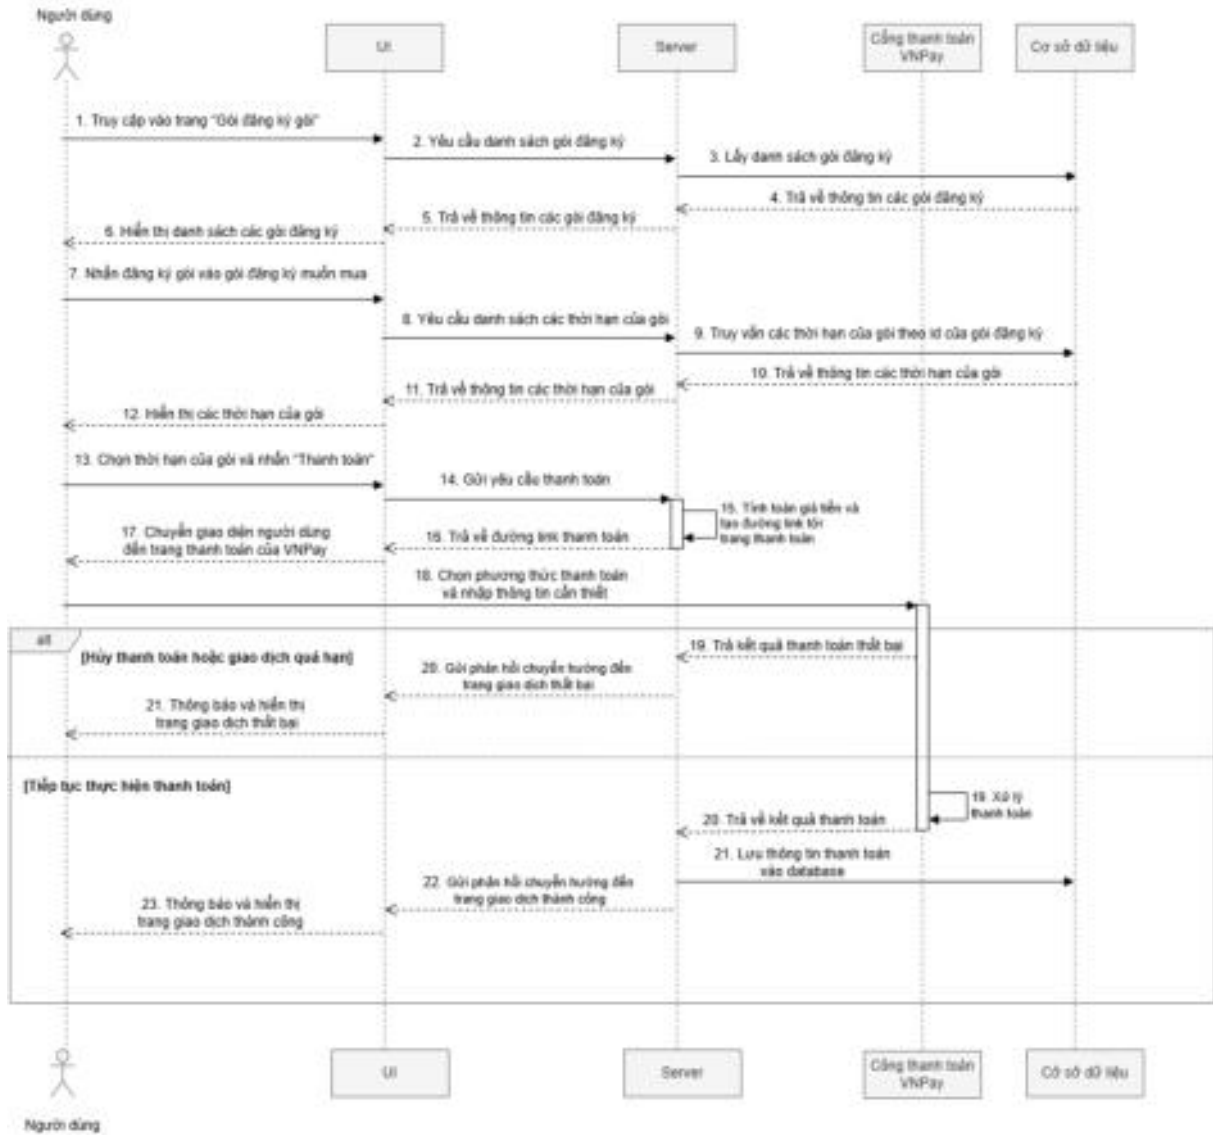 Người dùng
UI
Server
Cổng thanh toán
VNPay
Cơ sở dữ liệu
1. Truy cập vào trang "Gói đăng ký gói"
2. Yêu cầu danh sách gói đăng ký
3. Lấy danh sách gói đăng ký
4. Trả về thông tin các gói đăng ký
5. Trả về thông tin các gói đăng ký
6. Hiển thị danh sách các gói đăng ký
7. Nhấn đăng ký gói vào gói đăng ký muốn mua
8. Yêu cầu danh sách các thời hạn của gói
9. Truy vấn các thời hạn của gói theo id của gói đăng ký
10. Trả về thông tin các thời hạn của gói
11. Trả về thông tin các thời hạn của gói
12. Hiển thị các thời hạn của gói
13. Chọn thời hạn của gói và nhấn "Thanh toán"
14. Gửi yêu cầu thanh toán
15. Tính toán giá tiền và
tạo đường link tới
trang thanh toán
16. Trả về đường link thanh toán
17. Chuyển giao diện người dùng
đến trang thanh toán của VNPay
18. Chọn phương thức thanh toán
và nhập thông tin cần thiết
alt
[Hủy thanh toán hoặc giao dịch quá hạn]
19. Trả kết quả thanh toán thất bại
20. Gửi phản hồi chuyển hướng đến
trang giao dịch thất bại
21. Thông báo và hiển thị
trang giao dịch thất bại
[Tiếp tục thực hiện thanh toán]
19. Xử lý
thanh toán
20. Trả về kết quả thanh toán
21. Lưu thông tin thanh toán
vào database
22. Gửi phản hồi chuyển hướng đến
trang giao dịch thành công
23. Thông báo và hiển thị
trang giao dịch thành công
UI
Server
Cổng thanh toán
VNPay
Cở sở dữ liệu
Người dùng